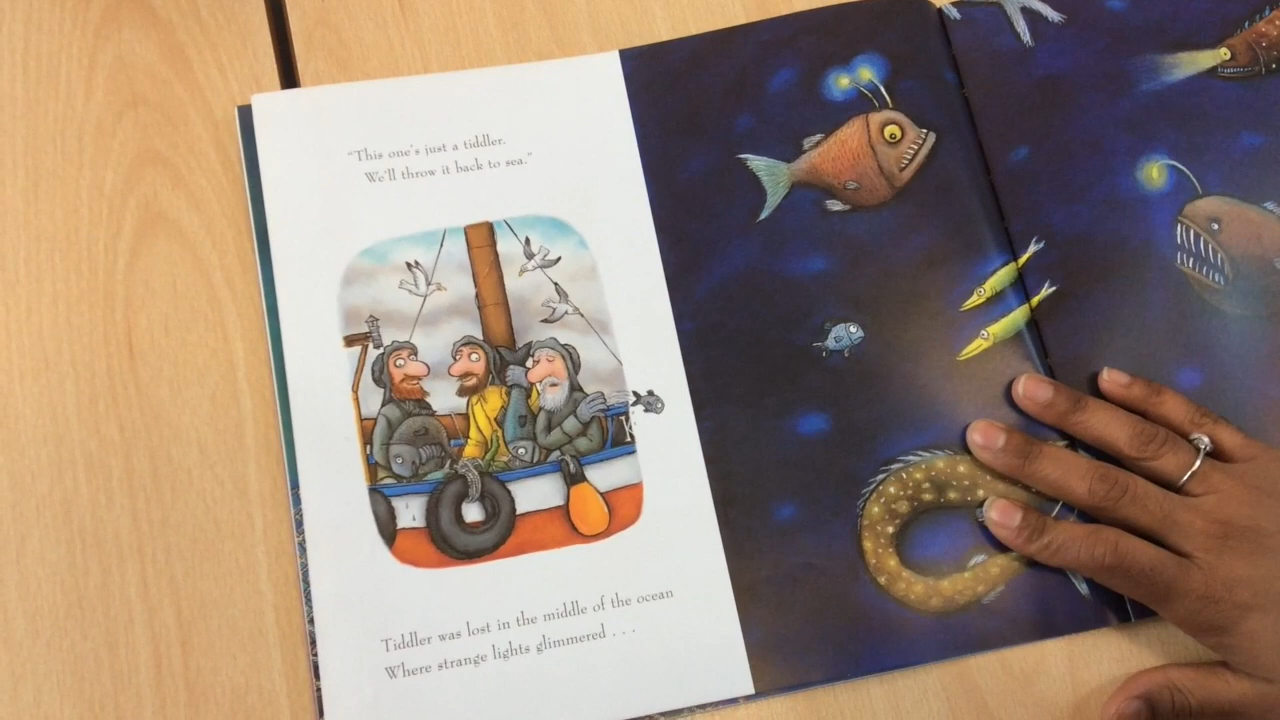 “This one’s just a tiddler.
We’ll throw it back to sea.”
K
Tiddler was lost in the middle of the ocean
Where strange lights glimmered . . .